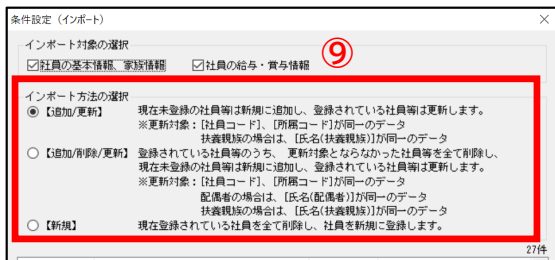 条件設定（インポート）
インポート対象の選択
社員の基本情報、家族情報 社員の給与・賞与情報 ⑨
インポート方法の選択
【追加/更新】 現在未登録の社員等は新規に追加し、登録されている社員等は更新します。
※更新対象：[社員コード]、[所属コード]が同一のデータ
扶養親族の場合は、[氏名(扶養親族)]が同一のデータ
【追加/削除/更新】 登録されている社員等のうち、 更新対象とならなかった社員等を全て削除し、
現在未登録の社員等は新規に追加し、登録されている社員等は更新します。
※更新対象：[社員コード]、[所属コード]が同一のデータ
配偶者の場合は、[氏名(配偶者)]が同一のデータ
扶養親族の場合は、[氏名(扶養親族)]が同一のデータ
【新規】 現在登録されている社員を全て削除し、社員を新規に登録します。
27件